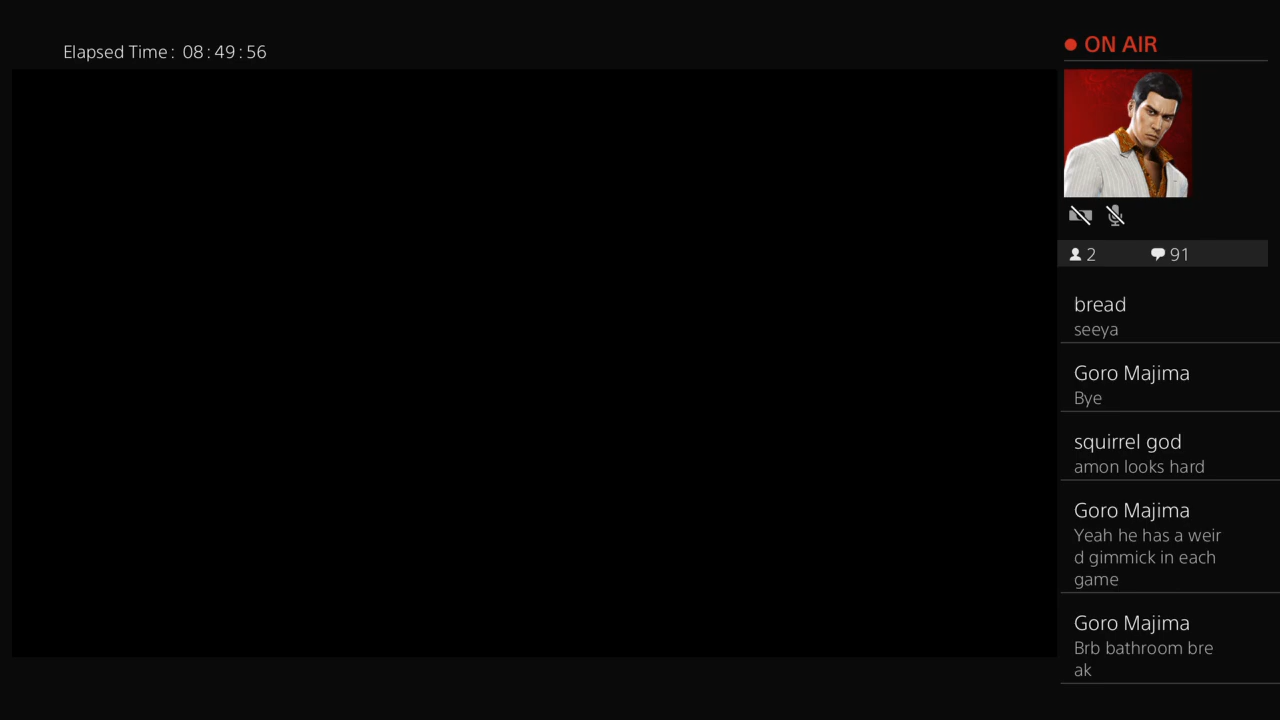 Elapsed Time: 08:49:56
ON AIR
2 91
bread
seeya
Goro Majima
Bye
squirrel god
amon looks hard
Goro Majima
Yeah he has a weir
d gimmick in each
game
Goro Majima
Brb bathroom bre
ak